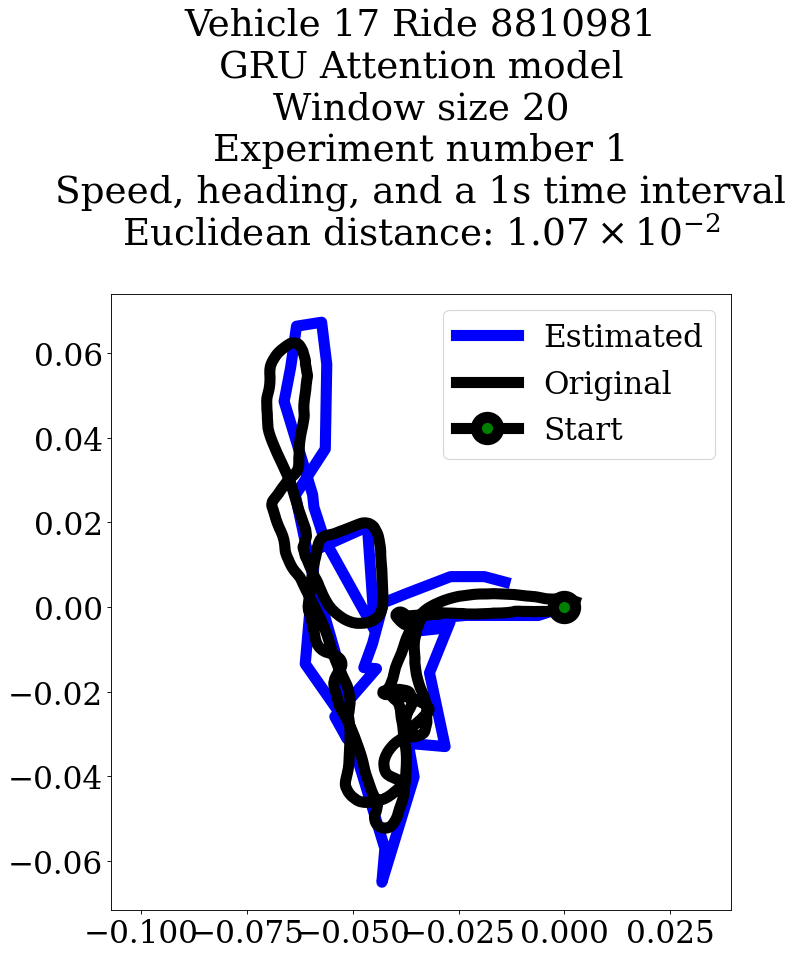 Vehicle 17 Ride 8810981
GRU Attention model
Window size 20
Experiment number 1
Speed, heading, and a 1s time interval
Euclidean distance: 1.07 × 10⁻²
Estimated
Original
Start
0.06
0.04
0.02
0.00
−0.02
−0.04
−0.06
−0.100 −0.075 −0.050 −0.025 0.000 0.025